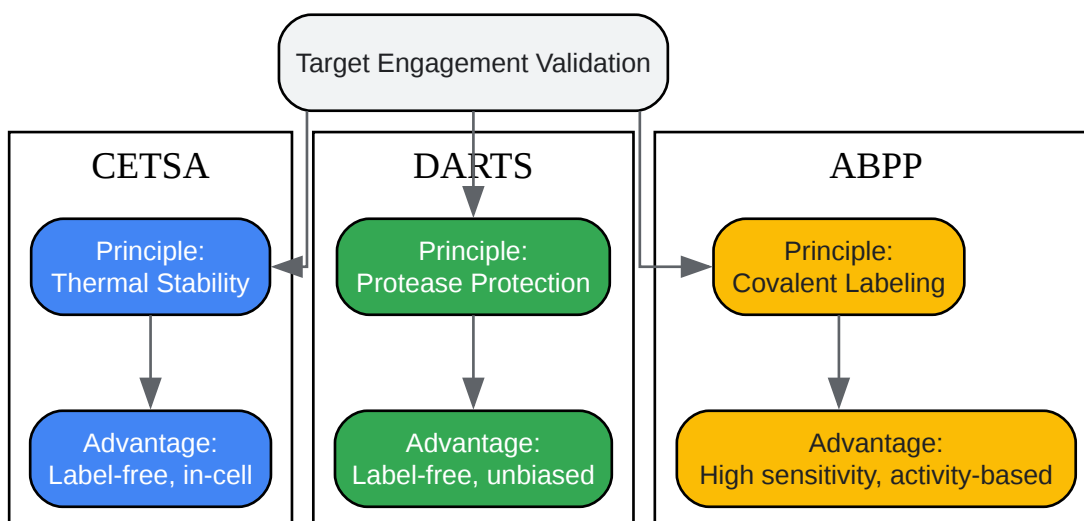 Target Engagement Validation
CETSA
DARTS
ABPP
Principle:
Thermal Stability
Principle:
Protease Protection
Principle:
Covalent Labeling
Advantage:
Label-free, in-cell
Advantage:
Label-free, unbiased
Advantage:
High sensitivity, activity-based